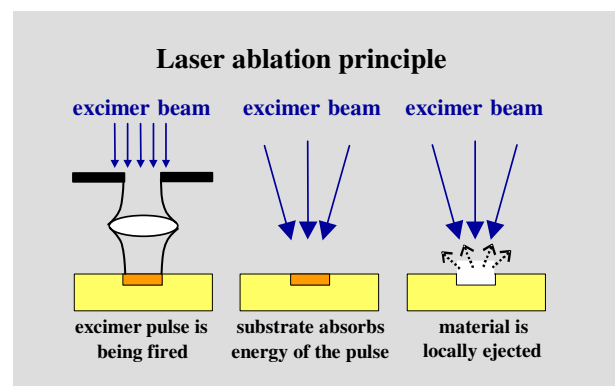 Laser ablation principle
excimer beam
excimer beam
excimer beam
excimer pulse is
being fired
substrate absorbs
energy of the pulse
material is
locally ejected